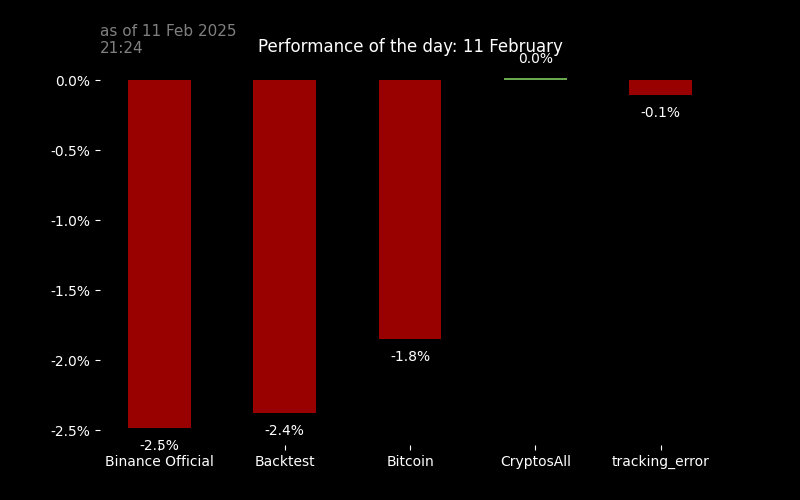 as of 11 Feb 2025
21:24
Performance of the day: 11 February
0.0%
0.0%
-0.1%
-0.5%
-1.0%
-1.5%
-1.8%
-2.0%
-2.5%
-2.4%
-2.5%
Binance Official
Backtest
Bitcoin
CryptosAll
tracking_error